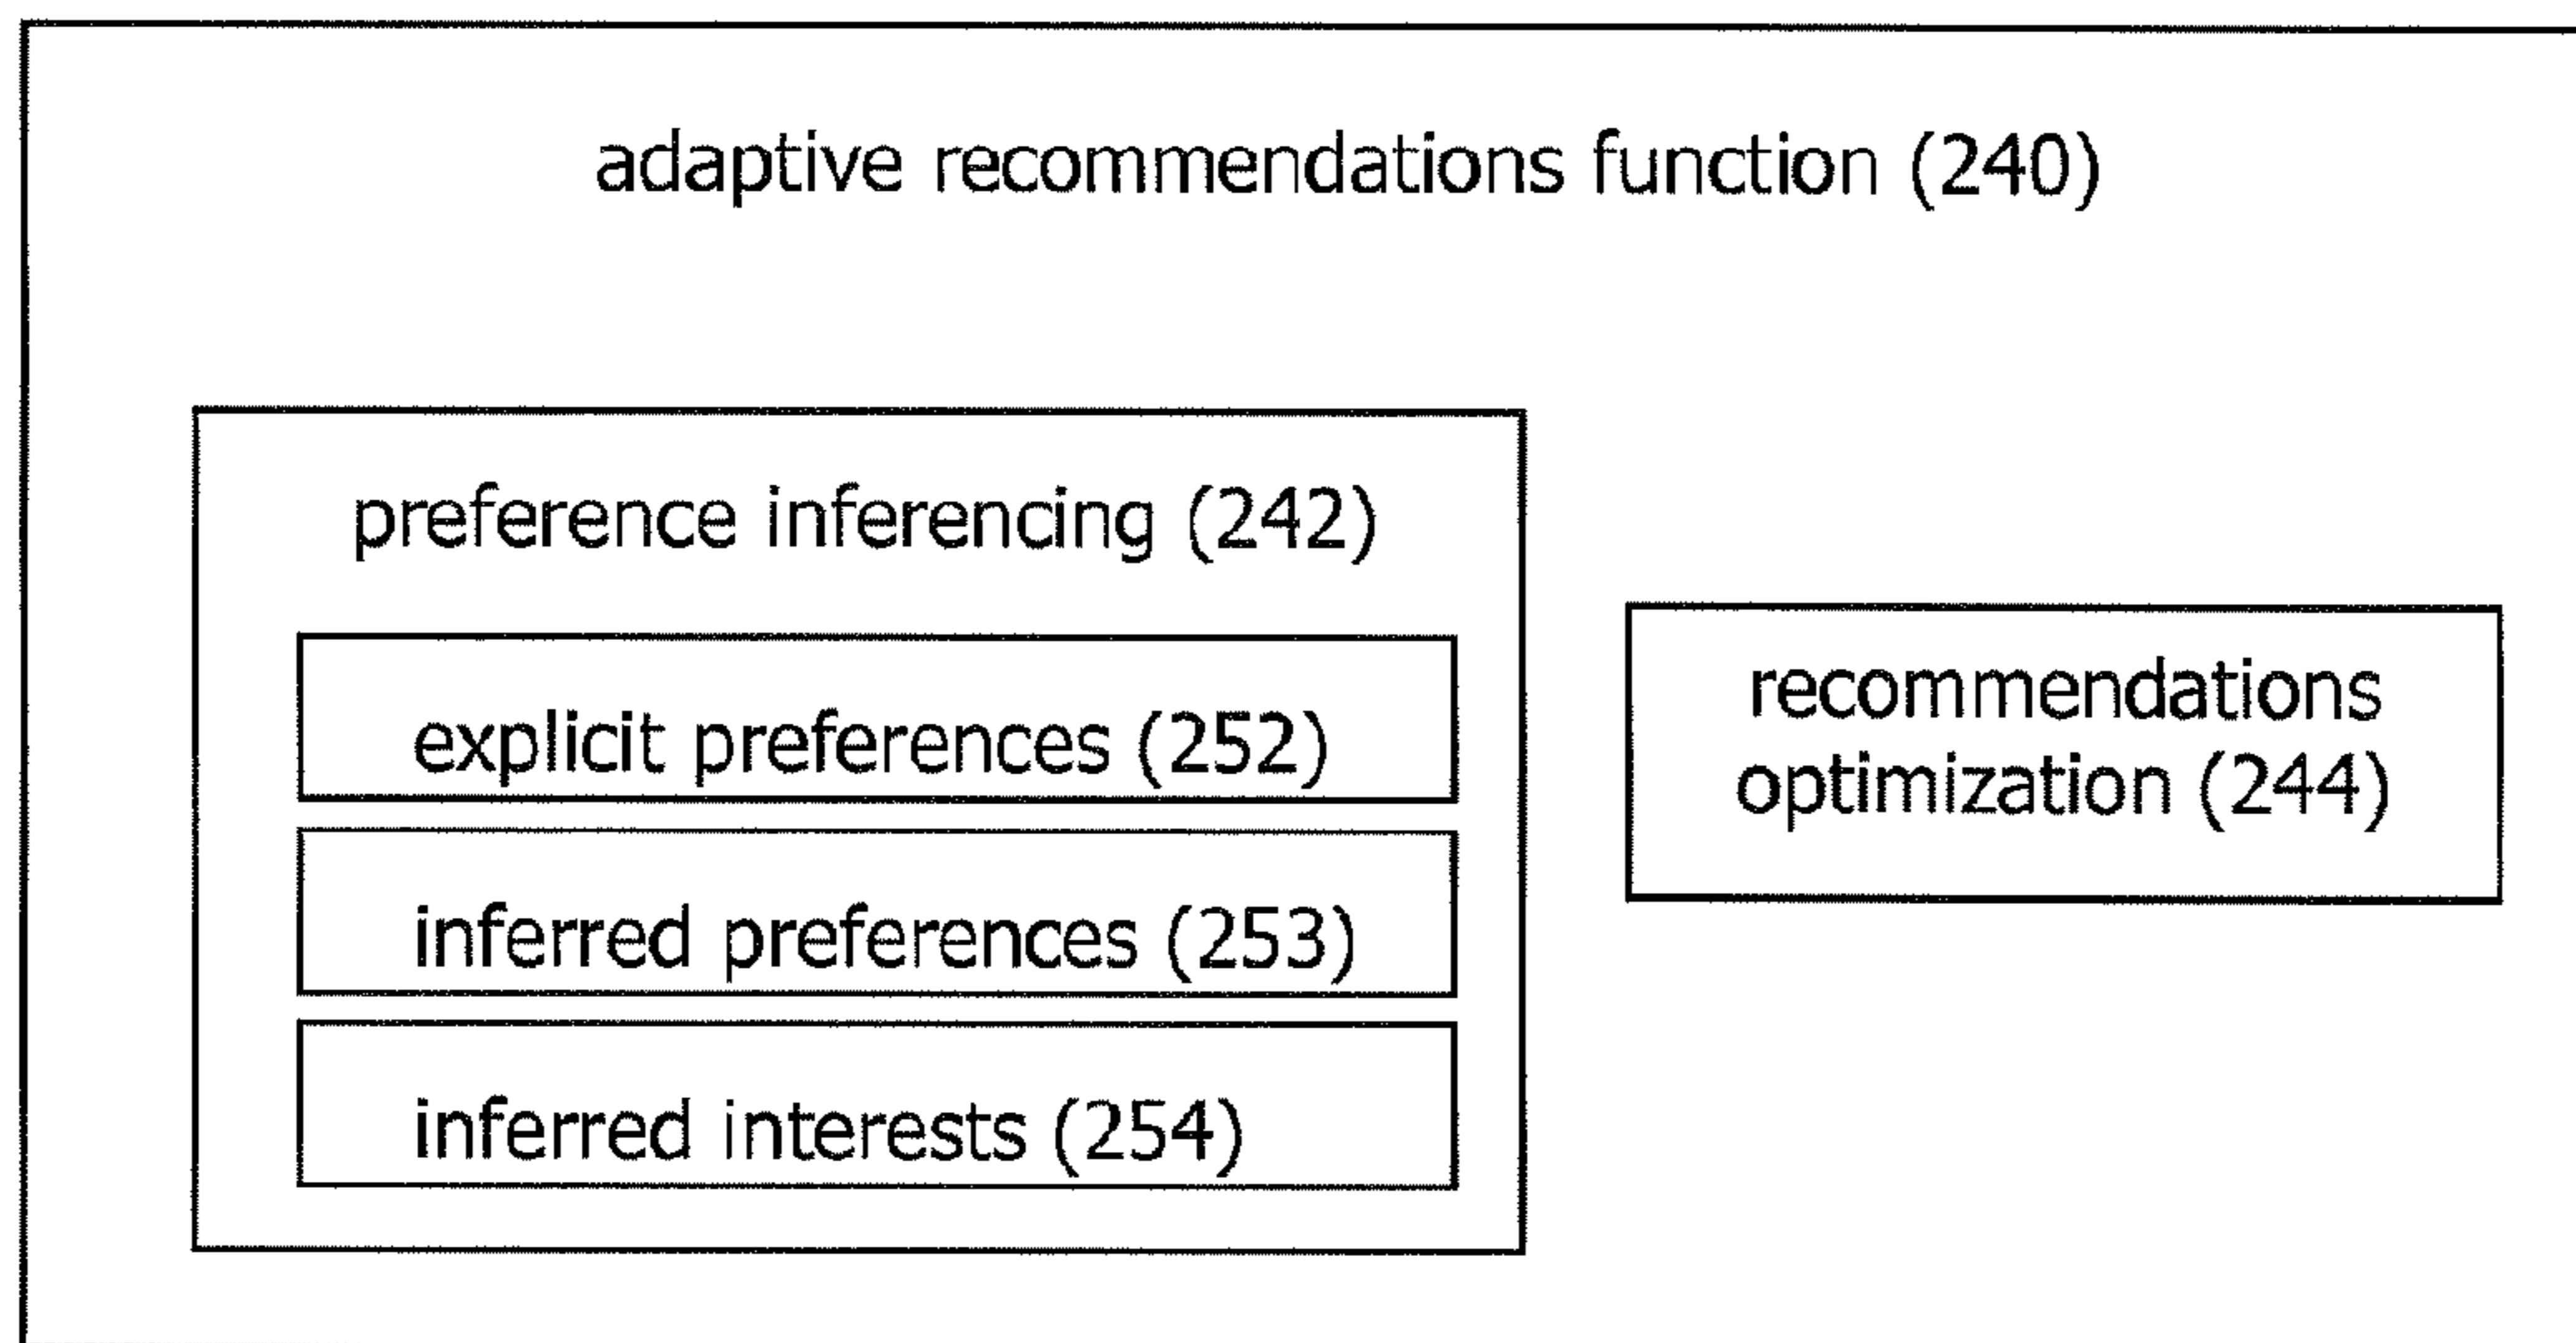 adaptive recommendations function (240)
preference inferencing (242)
explicit preferences (252)
inferred preferences (253)
inferred interests (254)
recommendations
optimization (244)